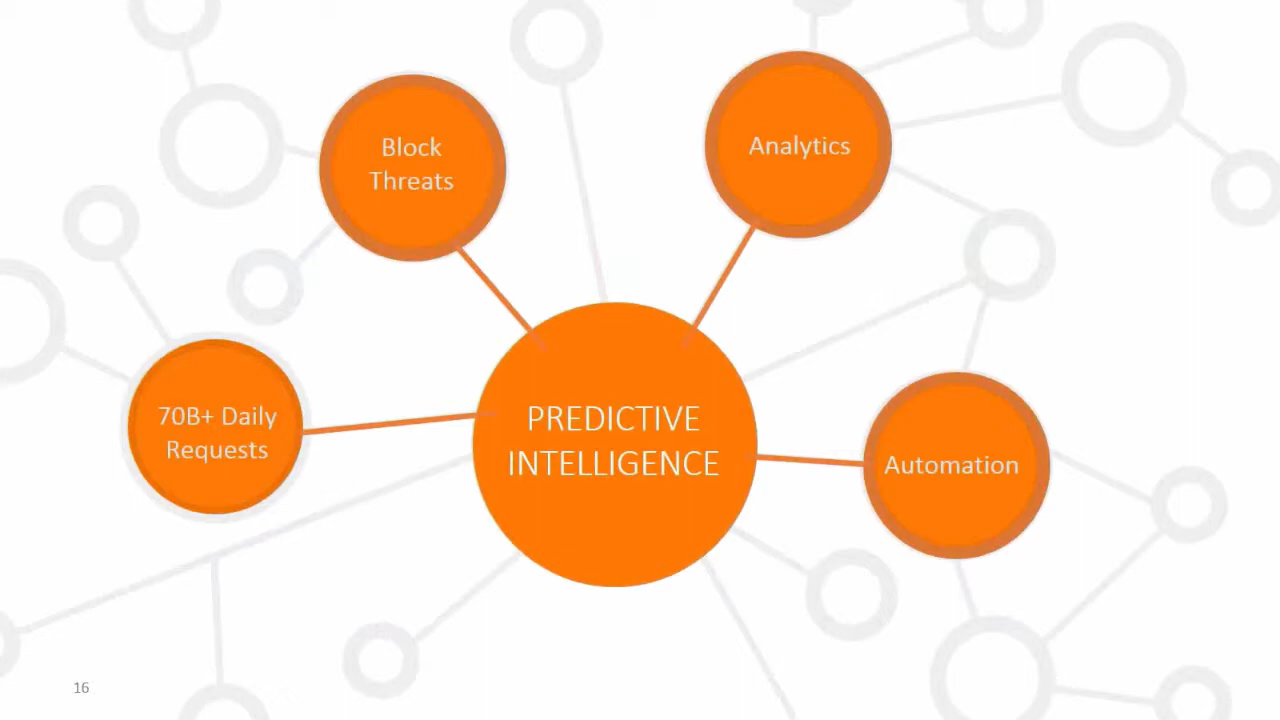 Block
Threats
Analytics
70B+ Daily
Requests
PREDICTIVE
INTELLIGENCE
Automation
16